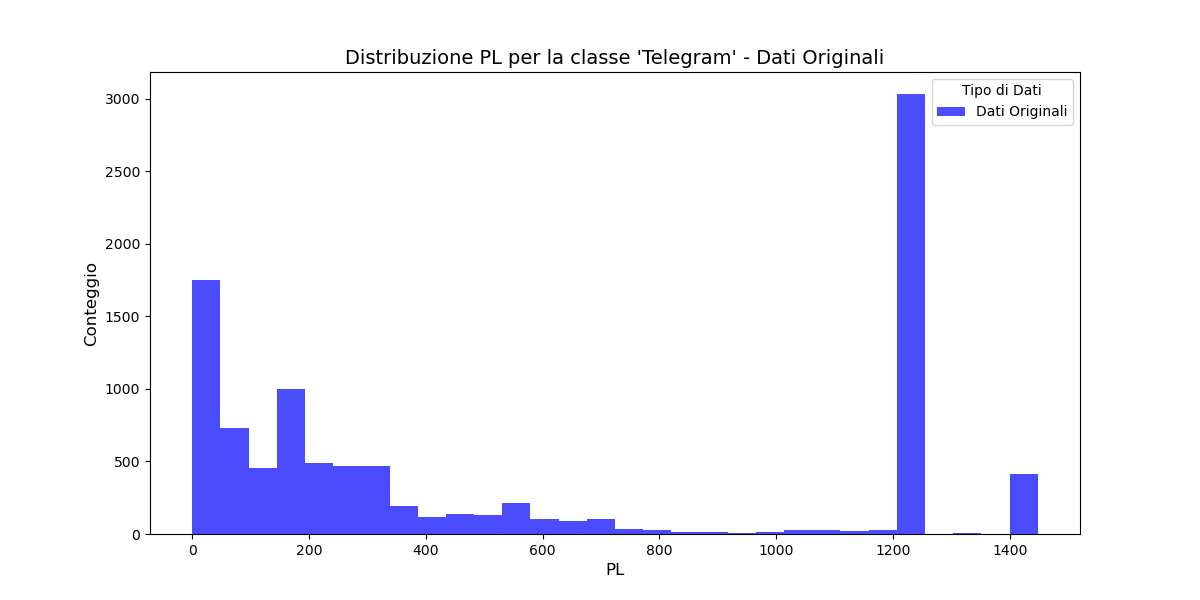 Distribuzione PL per la classe 'Telegram' - Dati Originali
Tipo di Dati
Dati Originali
Conteggio
3000
2500
2000
1500
1000
500
0
0 200 400 600 800 1000 1200 1400
PL